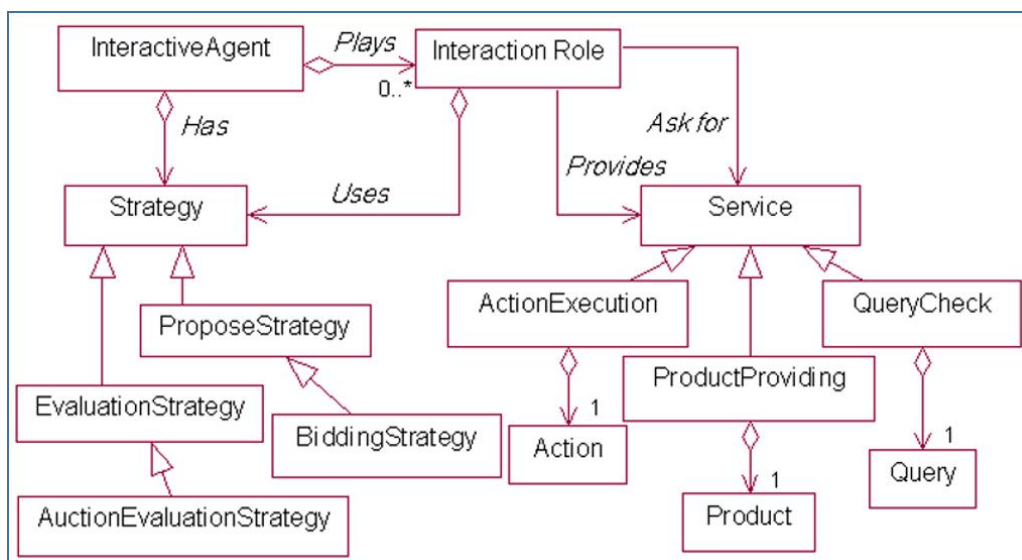 InteractiveAgent
Plays
Interaction Role
0..*
Has
Ask for
Provides
Strategy
Uses
Service
ActionExecution
QueryCheck
ProposeStrategy
ProductProviding
EvaluationStrategy
BiddingStrategy
1
Action
1
Query
AuctionEvaluationStrategy
1
Product